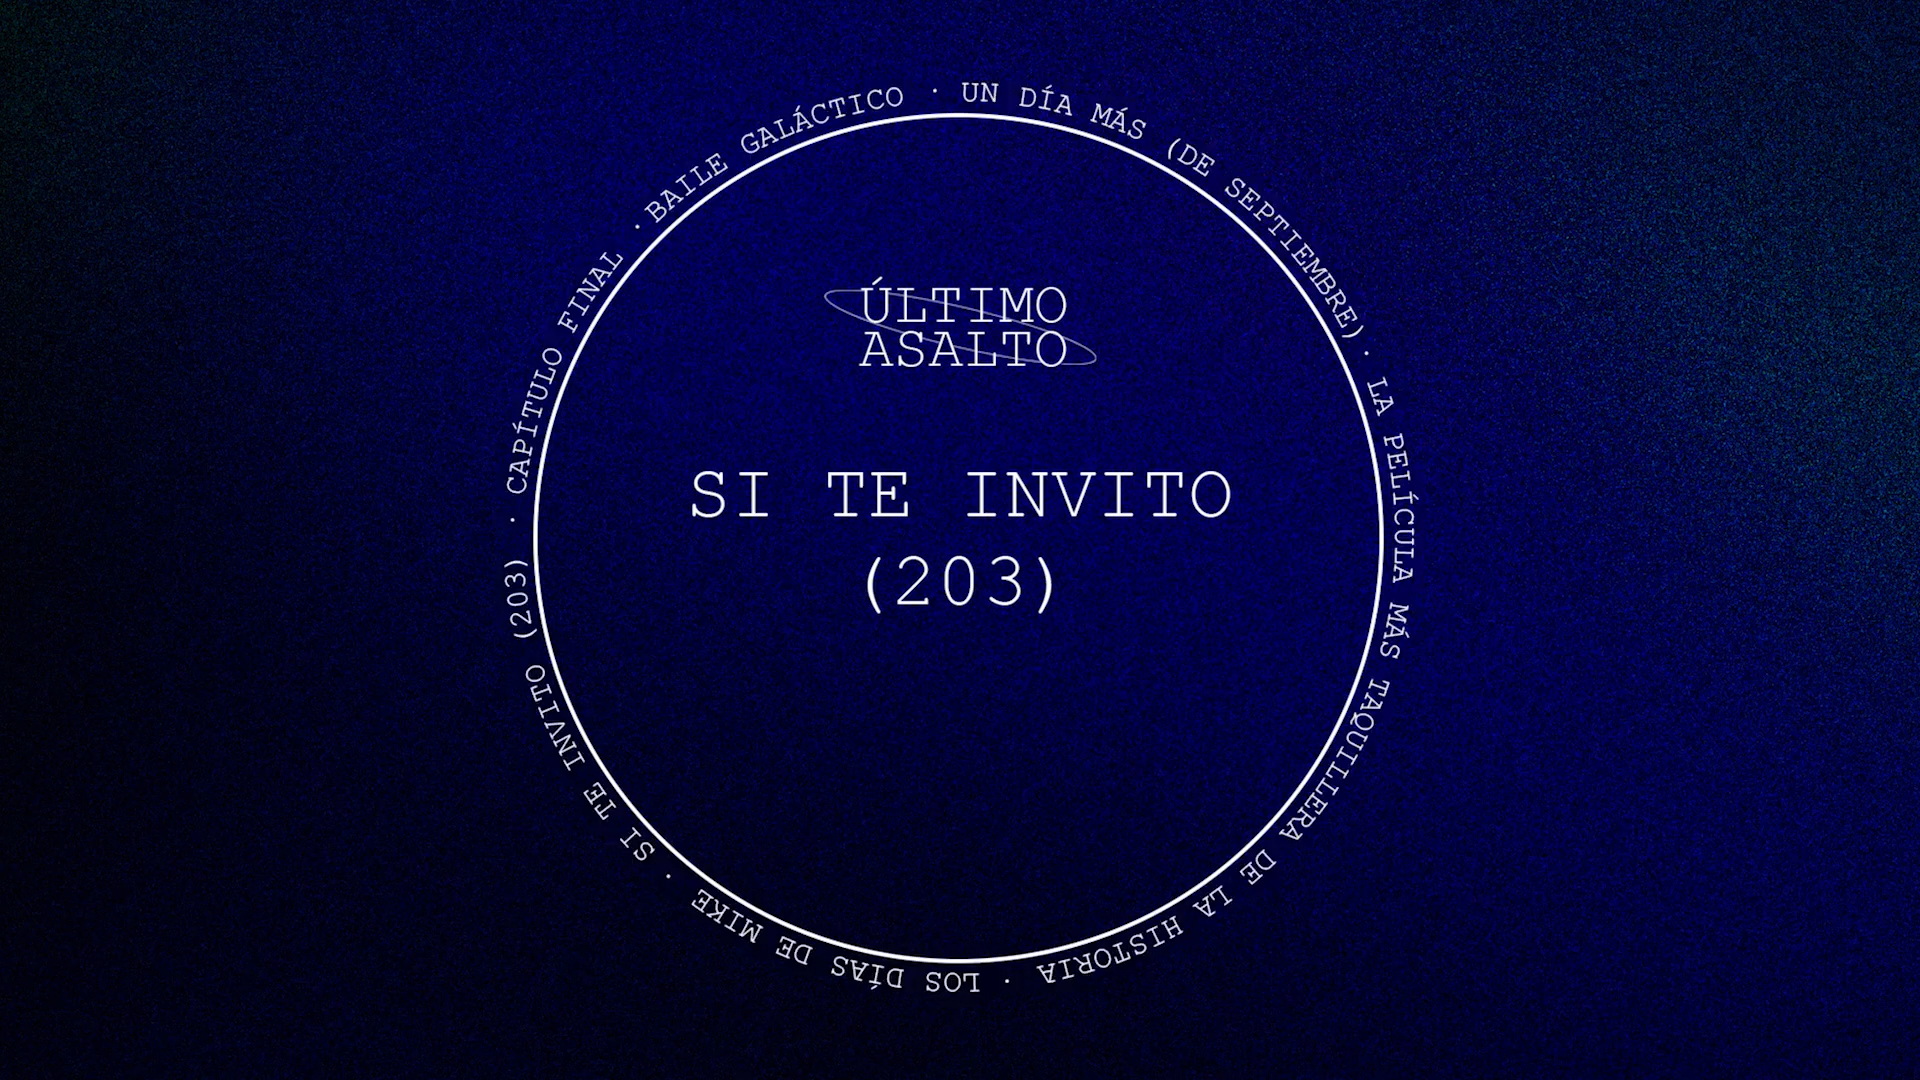 ÚLTIMO
ASALTO
SI TE INVITO
(203)
· UN DÍA MÁS (DE SEPTIEMBRE) · LA PELÍCULA MÁS TAQUILLERA DE LA HISTORIA · LOS DÍAS DE MIKE · SI TE INVITO (203) · CAPÍTULO FINAL · BAILE GALÁCTICO